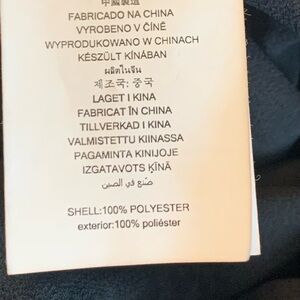 中國製造
FABRICADO NA CHINA
VYROBENO V ČÍNĚ
WYPRODUKOWANO W CHINACH
KÉSZÜLT KÍNÁBAN
ผลิตในจีน
제조국: 중국
LAGET I KINA
FABRICAT ÎN CHINA
TILLVERKAD I KINA
VALMISTETTU KIINASSA
PAGAMINTA KINIJOJE
IZGATAVOTS ĶĪNĀ
صنع في الصين
SHELL:100% POLYESTER
exterior:100% poliéster